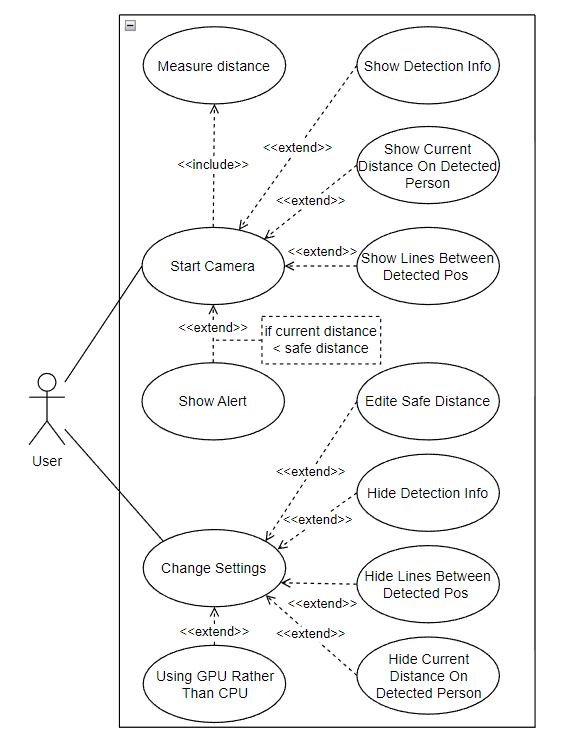 Measure distance
Show Detection Info
<<extend>>
<<include>>
Show Current
Distance On Detected
Person
<<extend>>
Start Camera
<<extend>>
Show Lines Between
Detected Pos
<<extend>>
if current distance
< safe distance
Show Alert
Edite Safe Distance
User
<<extend>>
Hide Detection Info
<<extend>>
Change Settings
Hide Lines Between
Detected Pos
<<extend>>
<<extend>>
<<extend>>
Using GPU Rather
Than CPU
Hide Current
Distance On
Detected Person